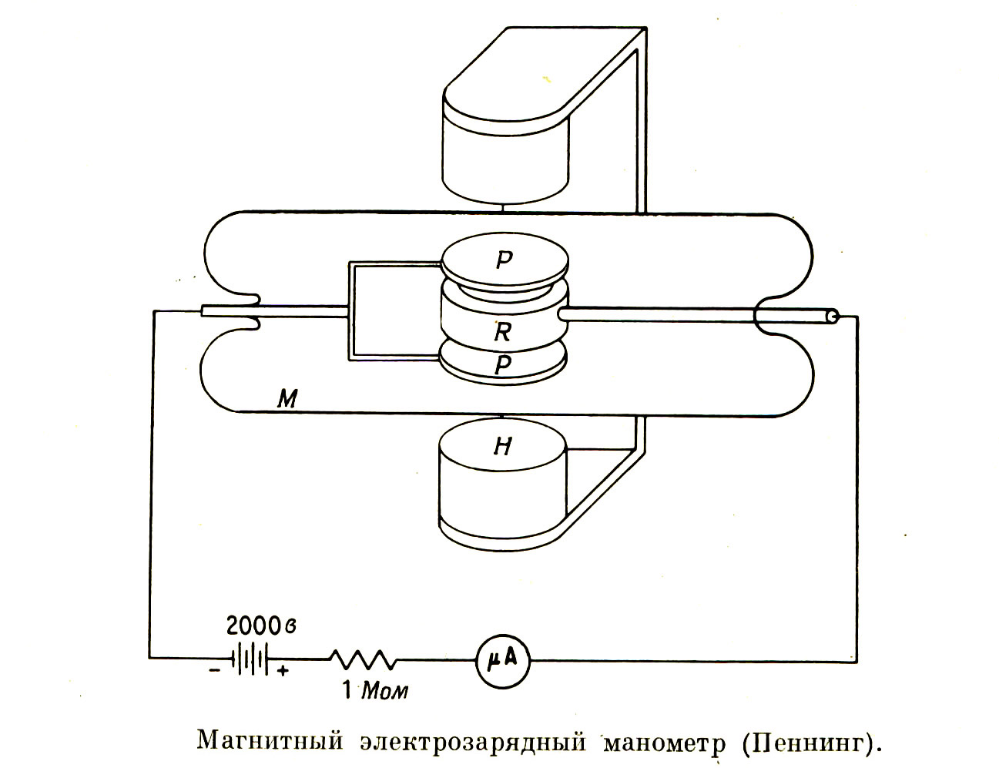 P
R
P
M
H
2000в
- +
μA
1 Мом
Магнитный электрозарядный манометр (Пеннинг).